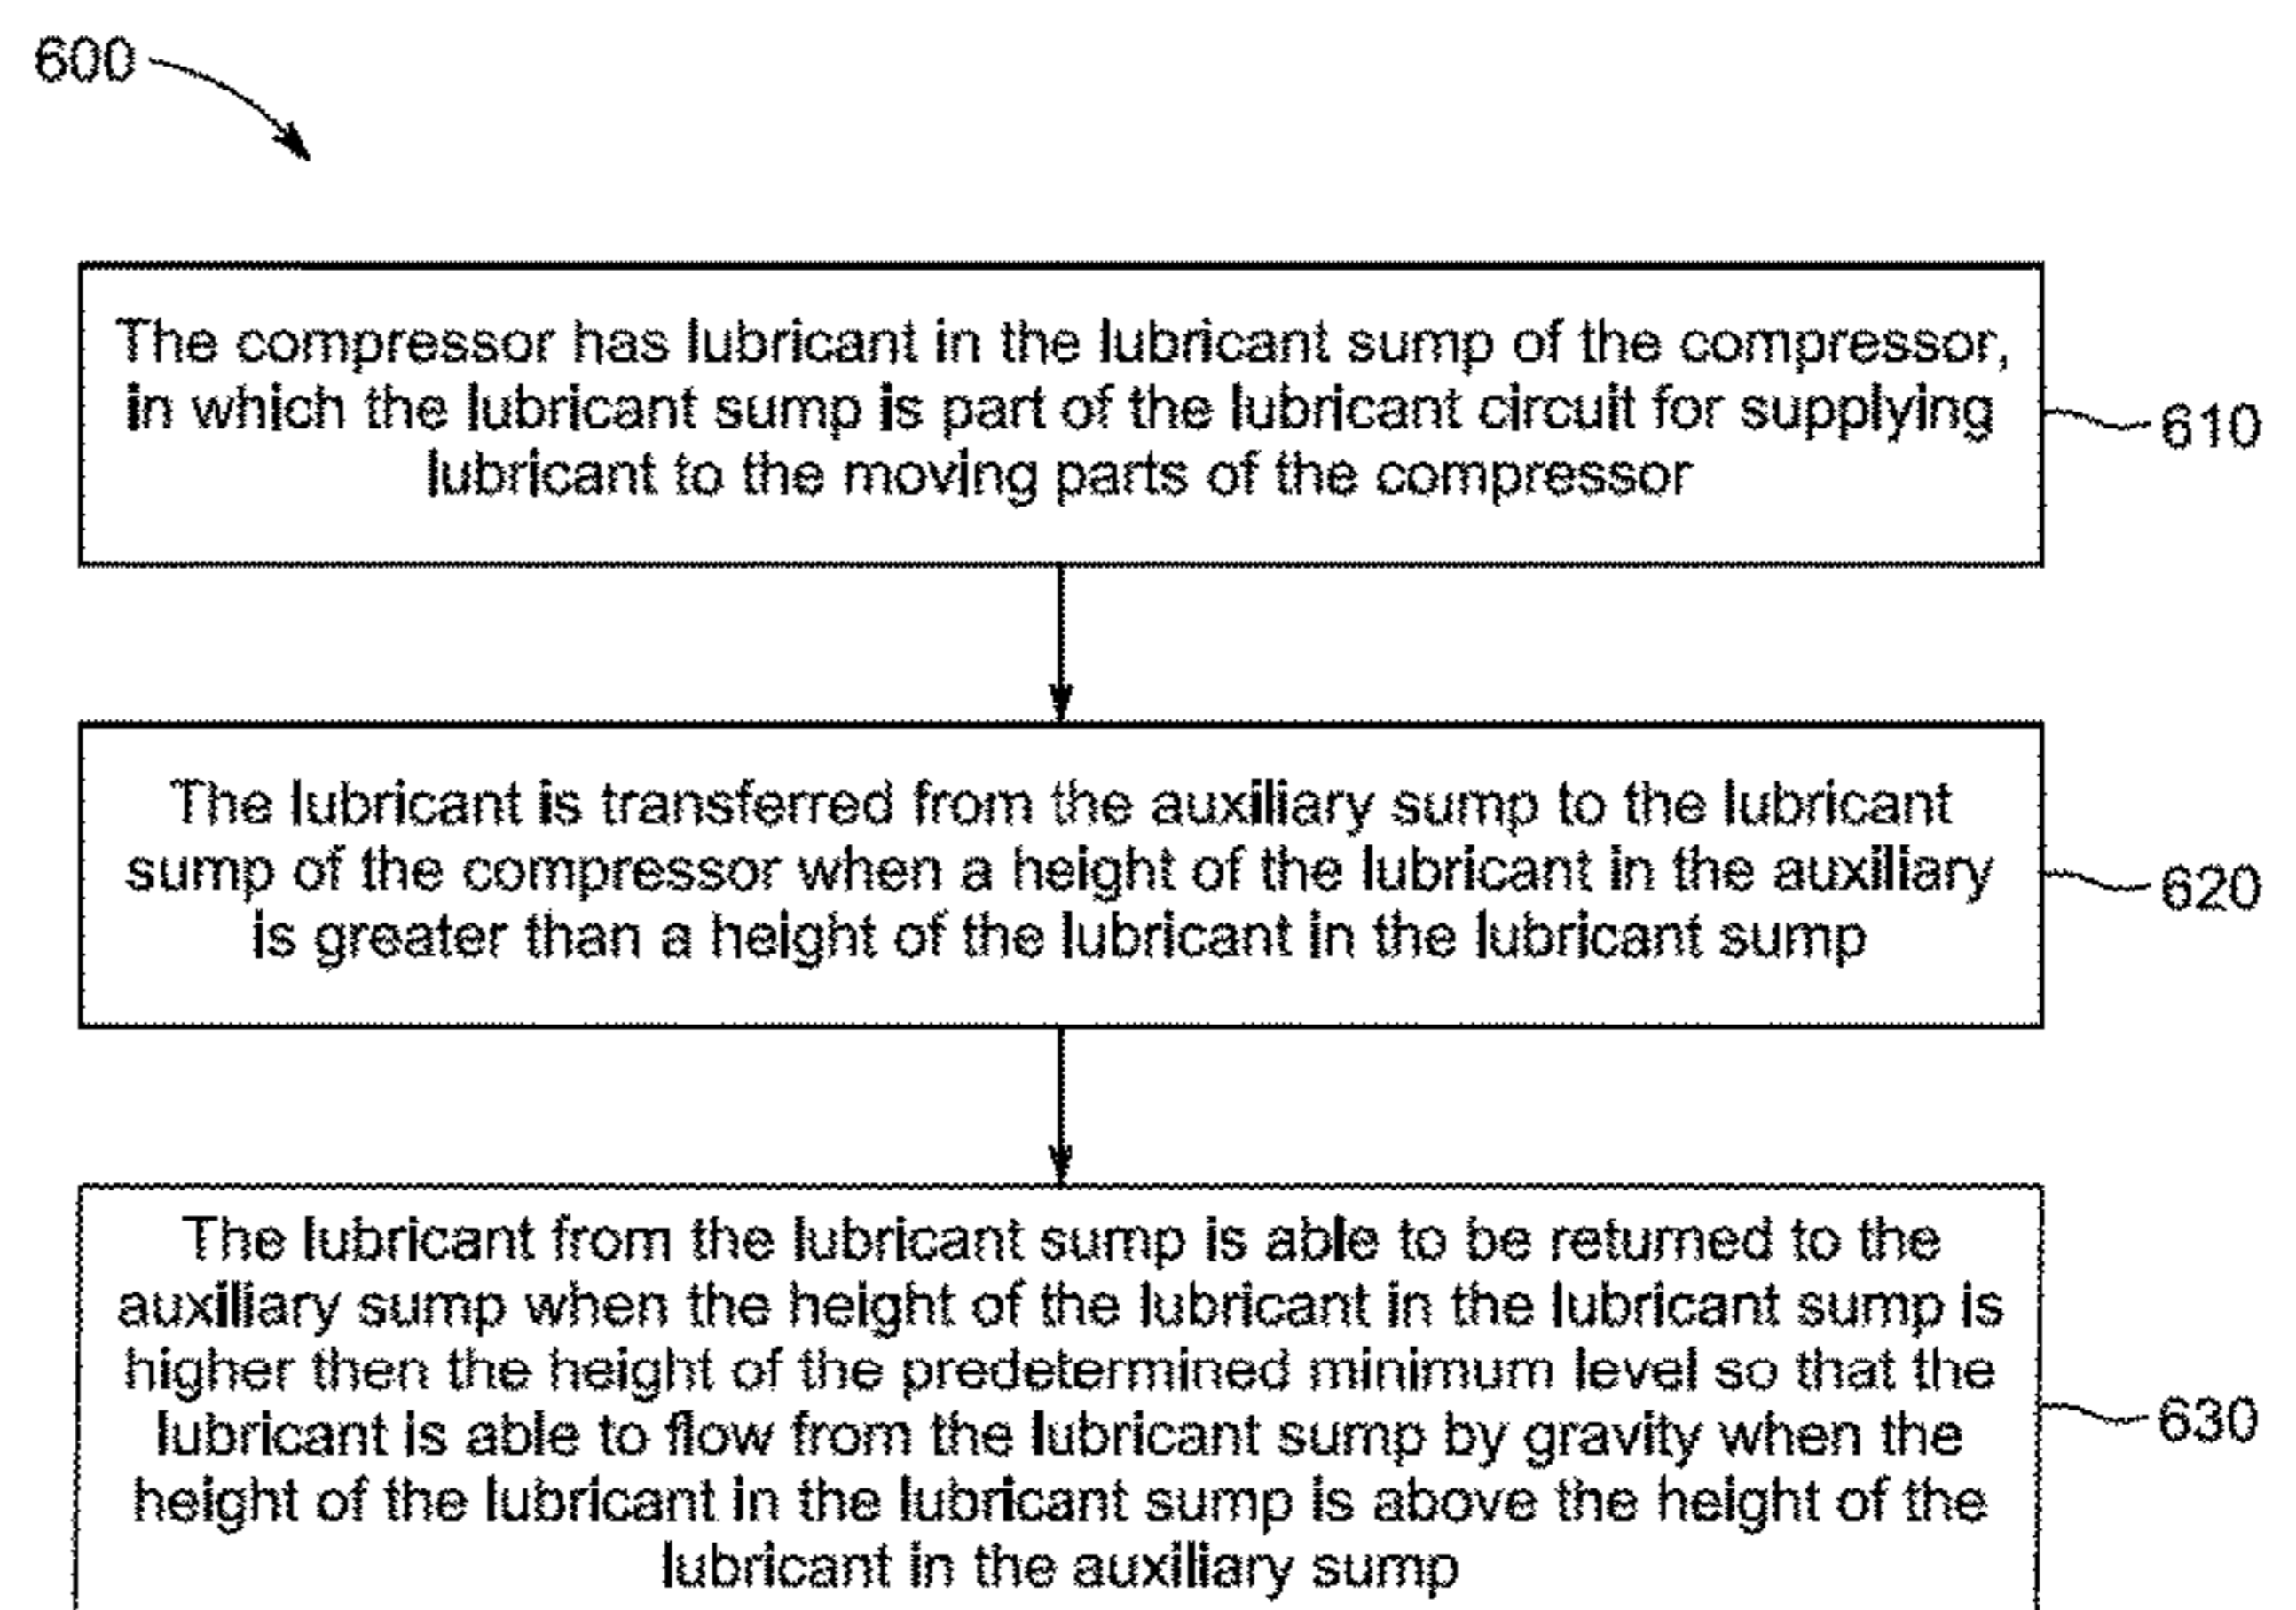 600
The compressor has lubricant in the lubricant sump of the compressor,
in which the lubricant sump is part of the lubricant circuit for supplying
lubricant to the moving parts of the compressor
610
The lubricant is transferred from the auxiliary sump to the lubricant
sump of the compressor when a height of the lubricant in the auxiliary
is greater than a height of the lubricant in the lubricant sump
620
The lubricant from the lubricant sump is able to be returned to the
auxiliary sump when the height of the lubricant in the lubricant sump is
higher then the height of the predetermined minimum level so that the
lubricant is able to flow from the lubricant sump by gravity when the
height of the lubricant in the lubricant sump is above the height of the
lubricant in the auxiliary sump
630